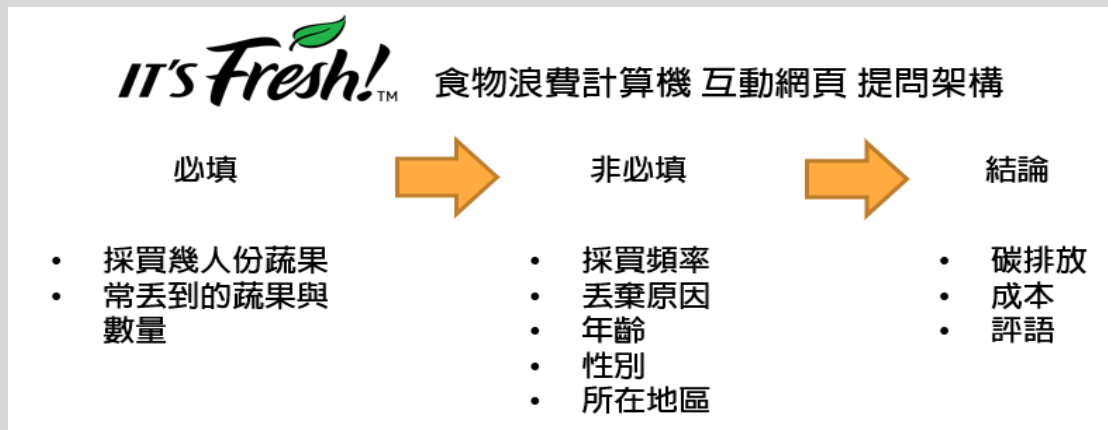 IT'S Fresh!™ 食物浪費計算機 互動網頁 提問架構
必填
• 採買幾人份蔬果
• 常丟到的蔬果與
數量
非必填
• 採買頻率
• 丟棄原因
• 年齡
• 性別
• 所在地區
結論
• 碳排放
• 成本
• 評語